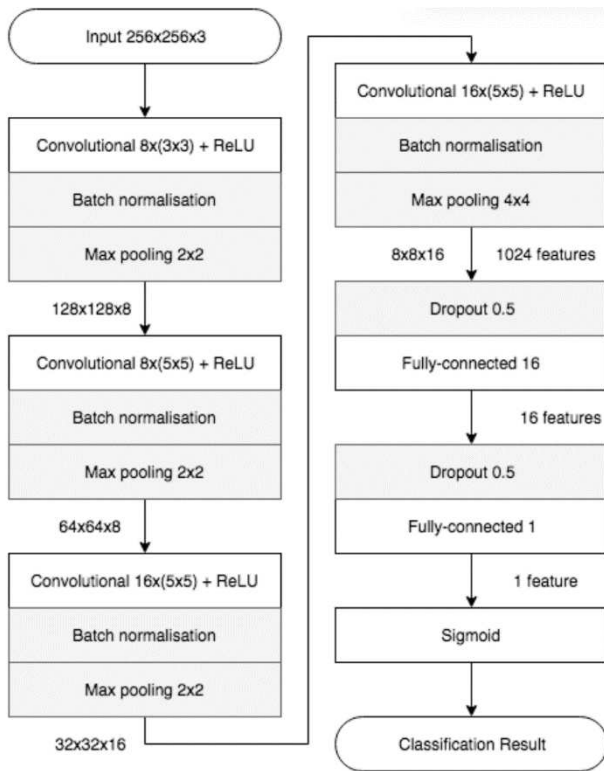 Input 256x256x3
Convolutional 8x(3x3) + ReLU
Batch normalisation
Max pooling 2x2
128x128x8
Convolutional 8x(5x5) + ReLU
Batch normalisation
Max pooling 2x2
64x64x8
Convolutional 16x(5x5) + ReLU
Batch normalisation
Max pooling 2x2
32x32x16
Convolutional 16x(5x5) + ReLU
Batch normalisation
Max pooling 4x4
8x8x16 1024 features
Dropout 0.5
Fully-connected 16
16 features
Dropout 0.5
Fully-connected 1
1 feature
Sigmoid
Classification Result